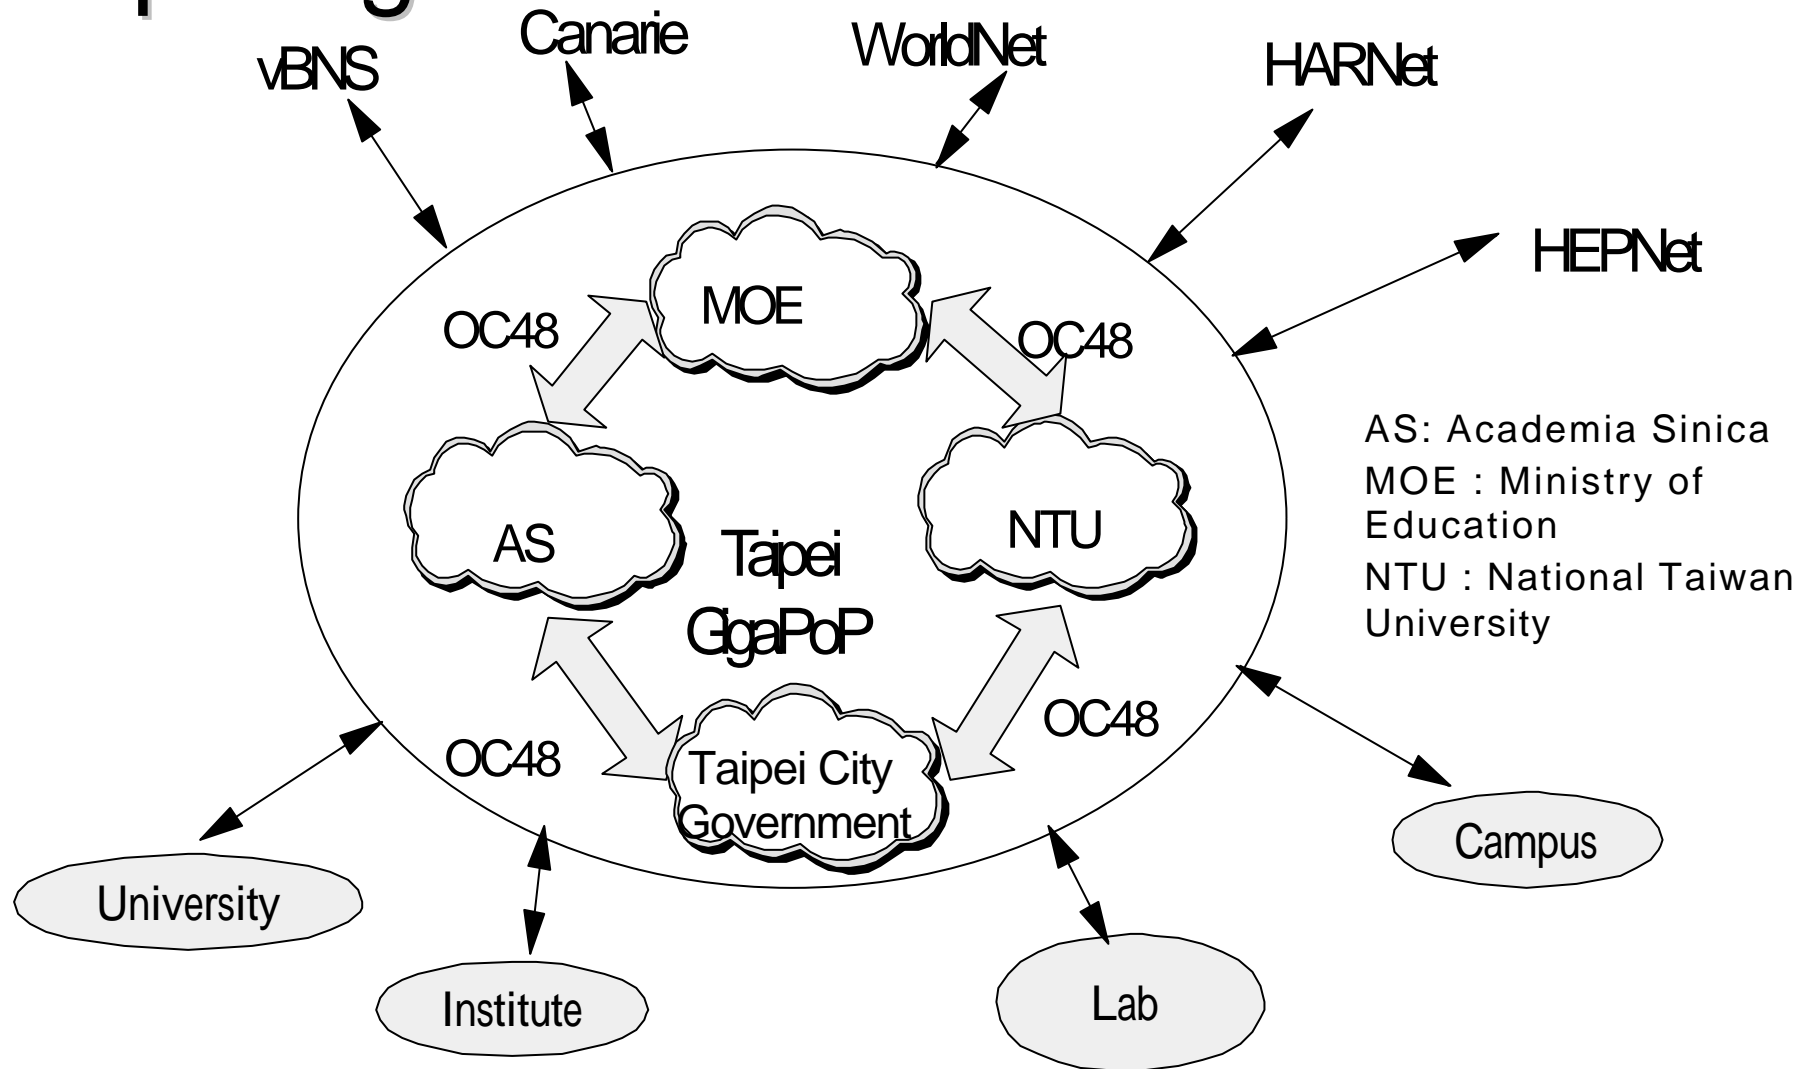 Canarie
WorldNet
vBNS
HARNet
HEPNet
MOE
OC48
OC48
AS: Academia Sinica
MOE : Ministry of
Education
NTU : National Taiwan
University
AS
NTU
Taipei
GigaPoP
OC48
OC48
Taipei City
Government
Campus
University
Institute
Lab